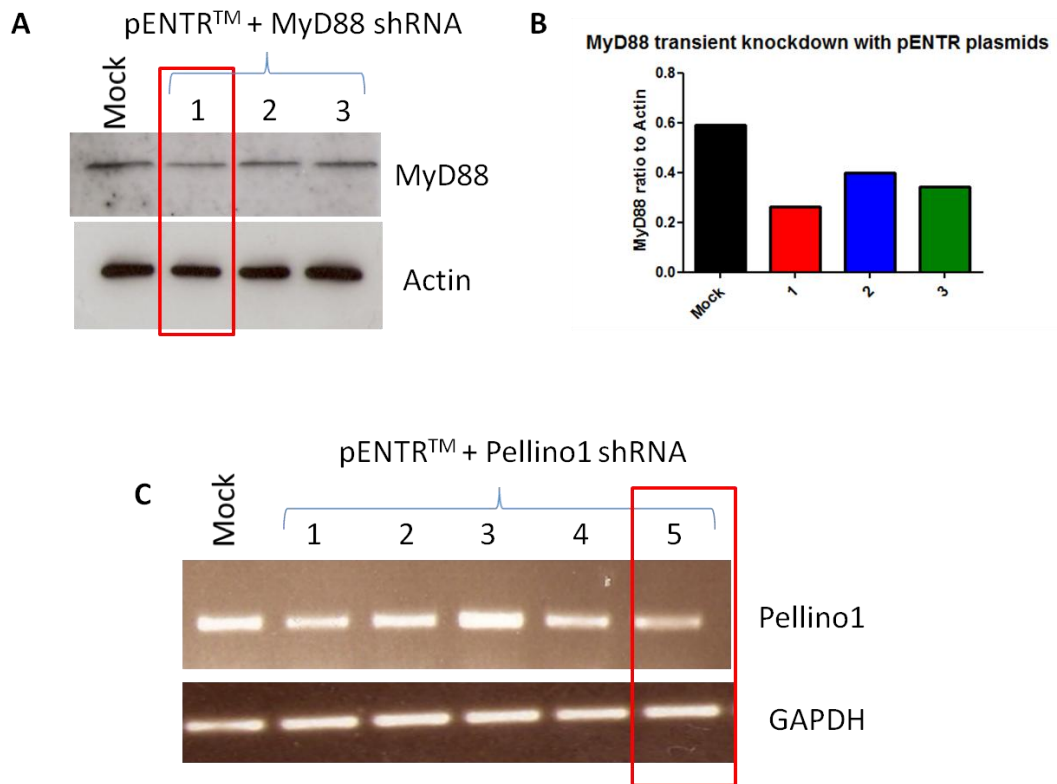 A
pENTR™ + MyD88 shRNA
Mock
1 2 3
MyD88
Actin
B
MyD88 transient knockdown with pENTR plasmids
MyD88 ratio to Actin
0.8
0.6
0.4
0.2
0.0
Mock
1
2
3
C
pENTR™ + Pellino1 shRNA
Mock
1 2 3 4 5
Pellino1
GAPDH